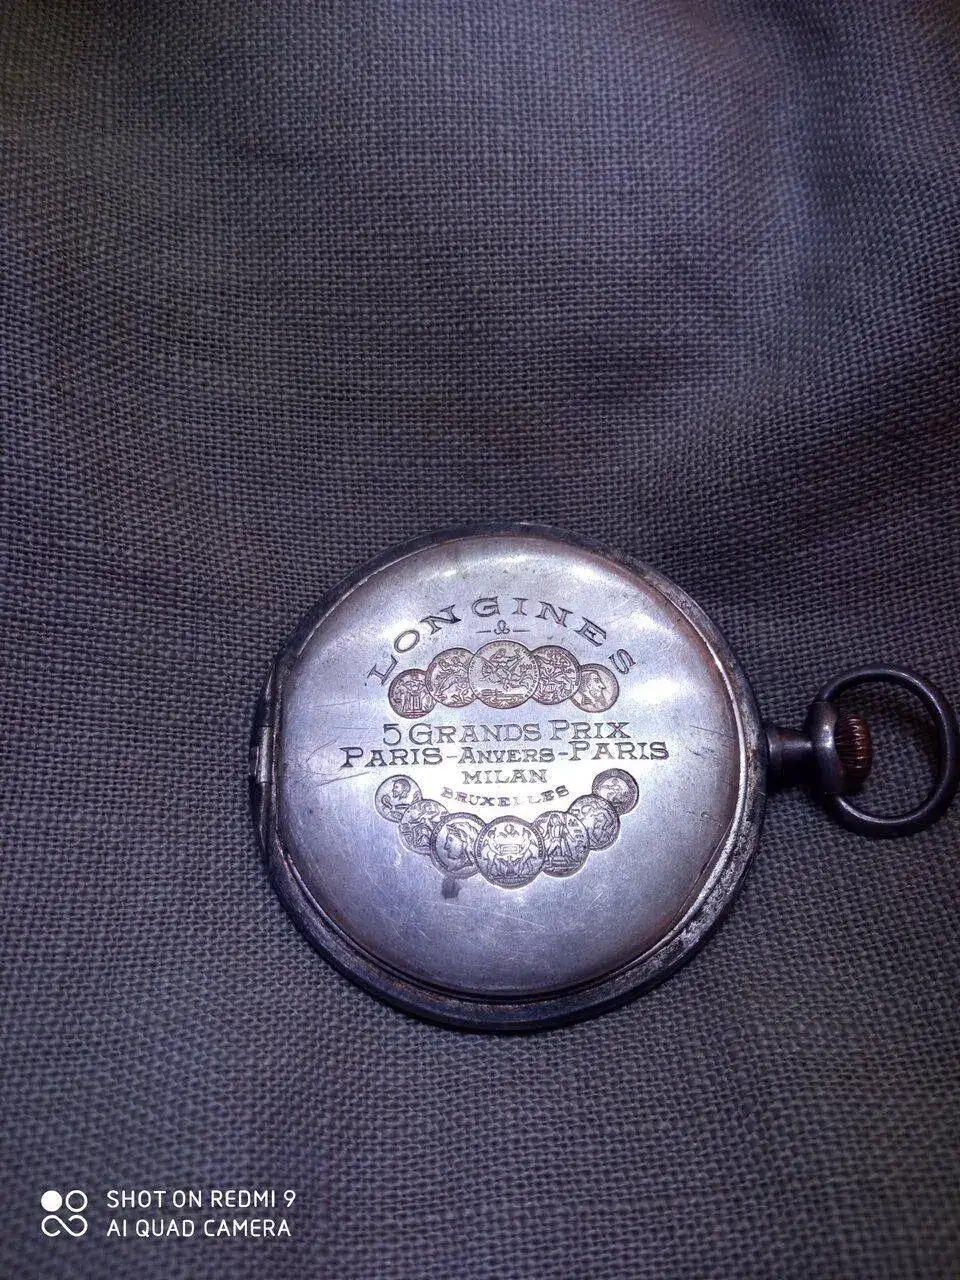 LONGINES
5 GRANDS PRIX
PARIS-ANVERS-PARIS
MILAN
BRUXELLES
SHOT ON REDMI 9
AI QUAD CAMERA